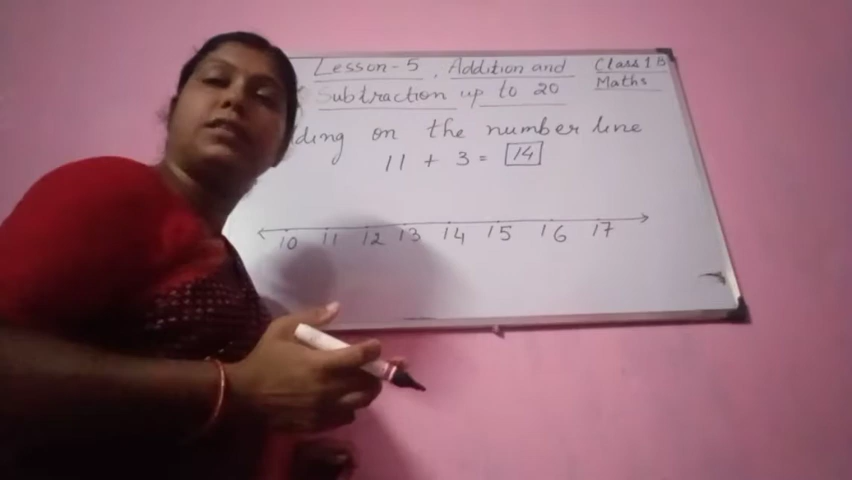 Lesson-5, Addition and
Subtraction up to 20
Class 1 B
Maths
dding on the number line
11 + 3 = 14
10 11 12 13 14 15 16 17